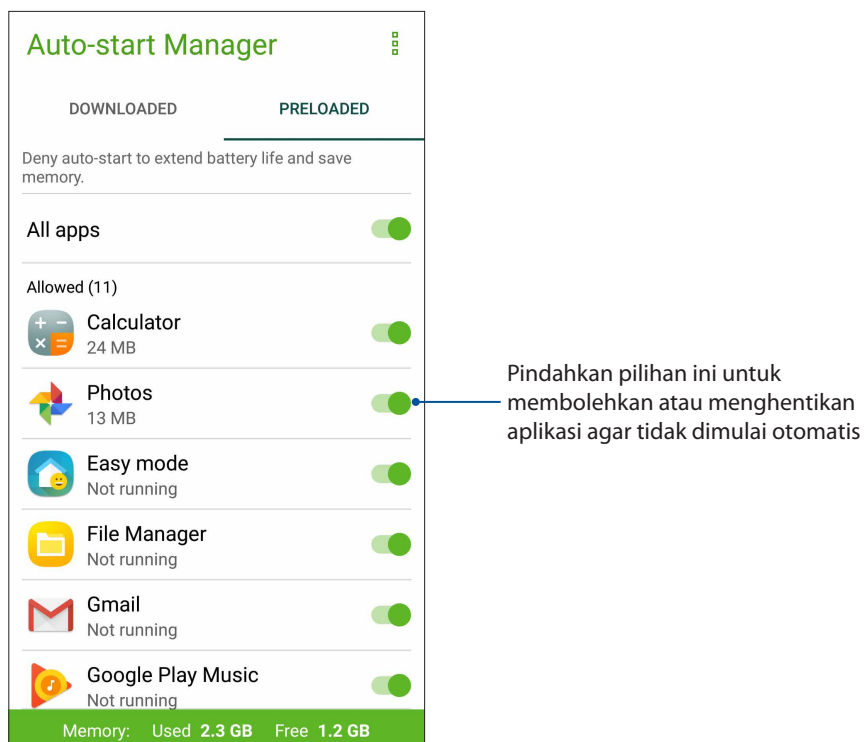 Auto-start Manager
DOWNLOADED PRELOADED
Deny auto-start to extend battery life and save
memory.
All apps
Allowed (11)
Calculator
24 MB
Photos
13 MB
Easy mode
Not running
File Manager
Not running
Gmail
Not running
Google Play Music
Not running
Memory: Used 2.3 GB Free 1.2 GB
Pindahkan pilihan ini untuk
membolehkan atau menghentikan
aplikasi agar tidak dimulai otomatis